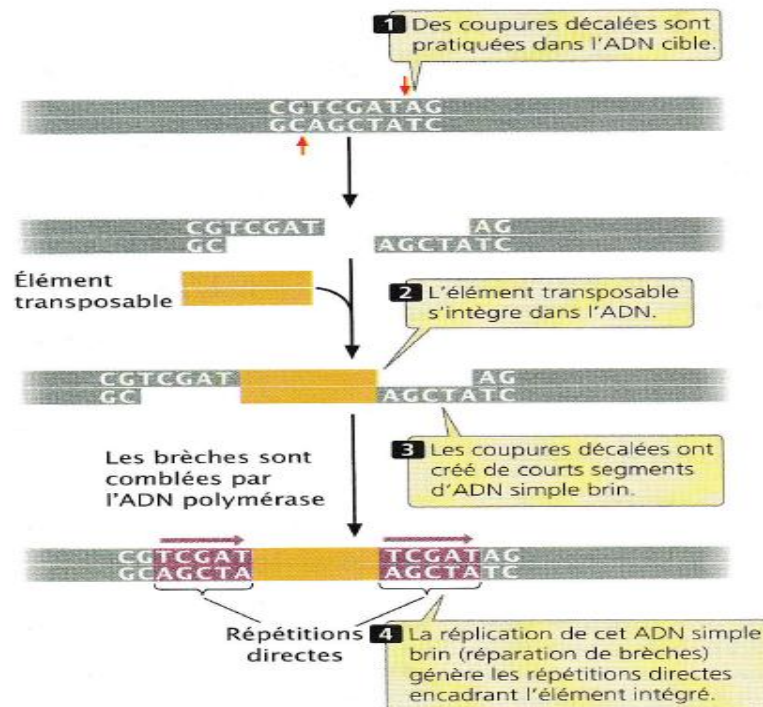 1 Des coupures décalées sont
pratiquées dans l'ADN cible.
CGTCGATAG
GCAGCTATC
CGTCGAT AG
GC AGCTATC
Élément
transposable
2 L'élément transposable
s'intègre dans l'ADN.
CGTCGAT AG
GC AGCTATC
3 Les coupures décalées ont
créé de courts segments
d'ADN simple brin.
Les brèches sont
comblées par
l'ADN polymérase
CGTCGAT TCGATAG
GCAGCTA AGCTATC
Répétitions
directes
4 La réplication de cet ADN simple
brin (réparation de brèches)
génère les répétitions directes
encadrant l'élément intégré.